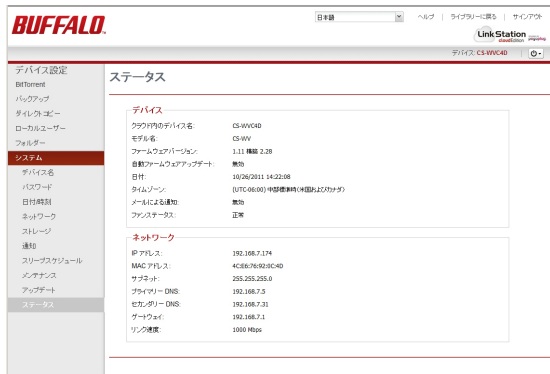 BUFFALO
日本語
ヘルプ | ライブラリーに戻る | サインアウト
LinkStation
cloudEdition
デバイス: CS-WVC4D
デバイス設定
BitTorrent
バックアップ
ダイレクトコピー
ローカルユーザー
フォルダー
システム
デバイス名
パスワード
日付/時刻
ネットワーク
ストレージ
通知
スリープスケジュール
メンテナンス
アップデート
ステータス
ステータス
デバイス
クラウド内のデバイス名: CS-WVC4D
モデル名: CS-WV
ファームウェアバージョン: 1.11 構築 2.28
自動ファームウェアアップデート: 無効
日付: 10/26/2011 14:22:08
タイムゾーン: (UTC-06:00) 中部標準時(米国およびカナダ)
メールによる通知: 無効
ファンステータス: 正常
ネットワーク
IP アドレス: 192.168.7.174
MAC アドレス: 4C:E6:76:92:0C:4D
サブネット: 255.255.255.0
プライマリー DNS: 192.168.7.5
セカンダリー DNS: 192.168.7.31
ゲートウェイ: 192.168.7.1
リンク速度: 1000 Mbps